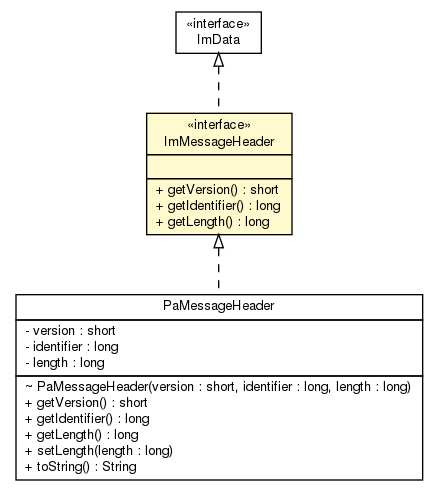 «interface»
ImData
«interface»
ImMessageHeader
+ getVersion() : short
+ getIdentifier() : long
+ getLength() : long
PaMessageHeader
- version : short
- identifier : long
- length : long
~ PaMessageHeader(version : short, identifier : long, length : long)
+ getVersion() : short
+ getIdentifier() : long
+ getLength() : long
+ setLength(length : long)
+ toString() : String